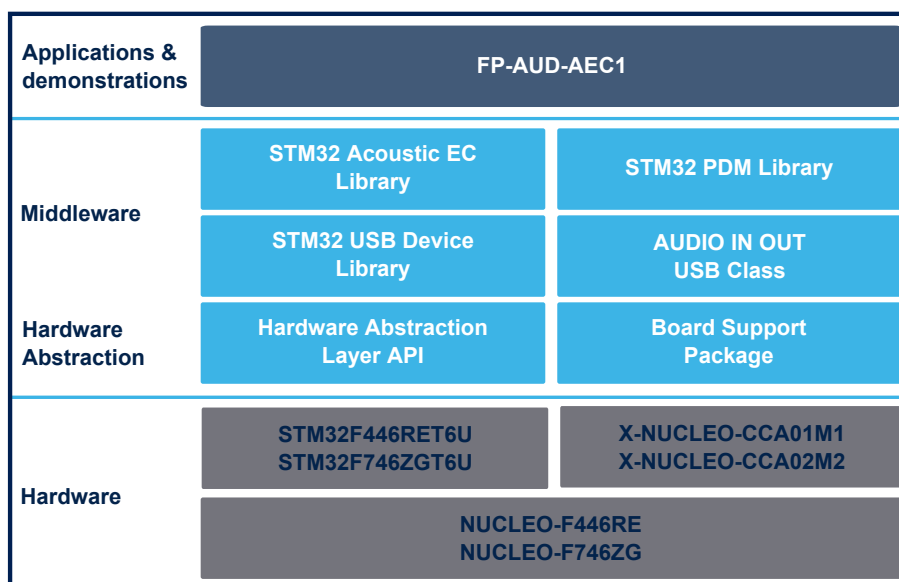 Applications &
demonstrations
FP-AUD-AEC1
Middleware
STM32 Acoustic EC
Library
STM32 PDM Library
STM32 USB Device
Library
AUDIO IN OUT
USB Class
Hardware
Abstraction
Hardware Abstraction
Layer API
Board Support
Package
Hardware
STM32F446RET6U
STM32F746ZGT6U
X-NUCLEO-CCA01M1
X-NUCLEO-CCA02M2
NUCLEO-F446RE
NUCLEO-F746ZG